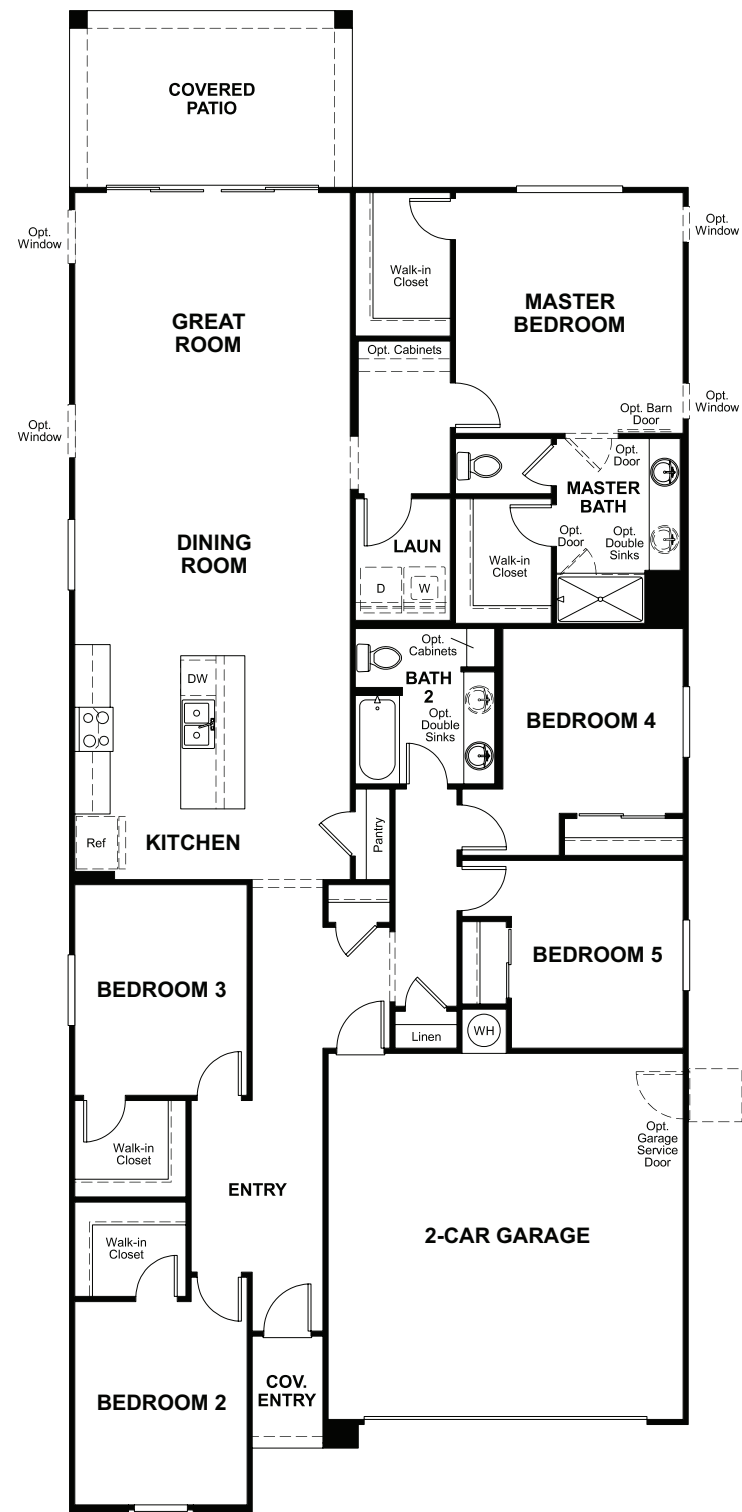 COVERED
PATIO
Opt.
Window
Opt.
Window
Walk-in
Closet
MASTER
BEDROOM
GREAT
ROOM
Opt. Cabinets
Opt.
Window
Opt. Barn
Door
Opt.
Window
Opt.
Door
MASTER
BATH
Opt.
Door
Opt.
Double
Sinks
DINING
ROOM
LAUN
Walk-in
Closet
D
W
Opt.
Cabinets
DW
BATH
2
Opt.
Double
Sinks
BEDROOM 4
Ref
KITCHEN
Pantry
BEDROOM 3
BEDROOM 5
Linen
WH
Opt.
Garage
Service
Door
Walk-in
Closet
ENTRY
2-CAR GARAGE
Walk-in
Closet
BEDROOM 2
COV.
ENTRY